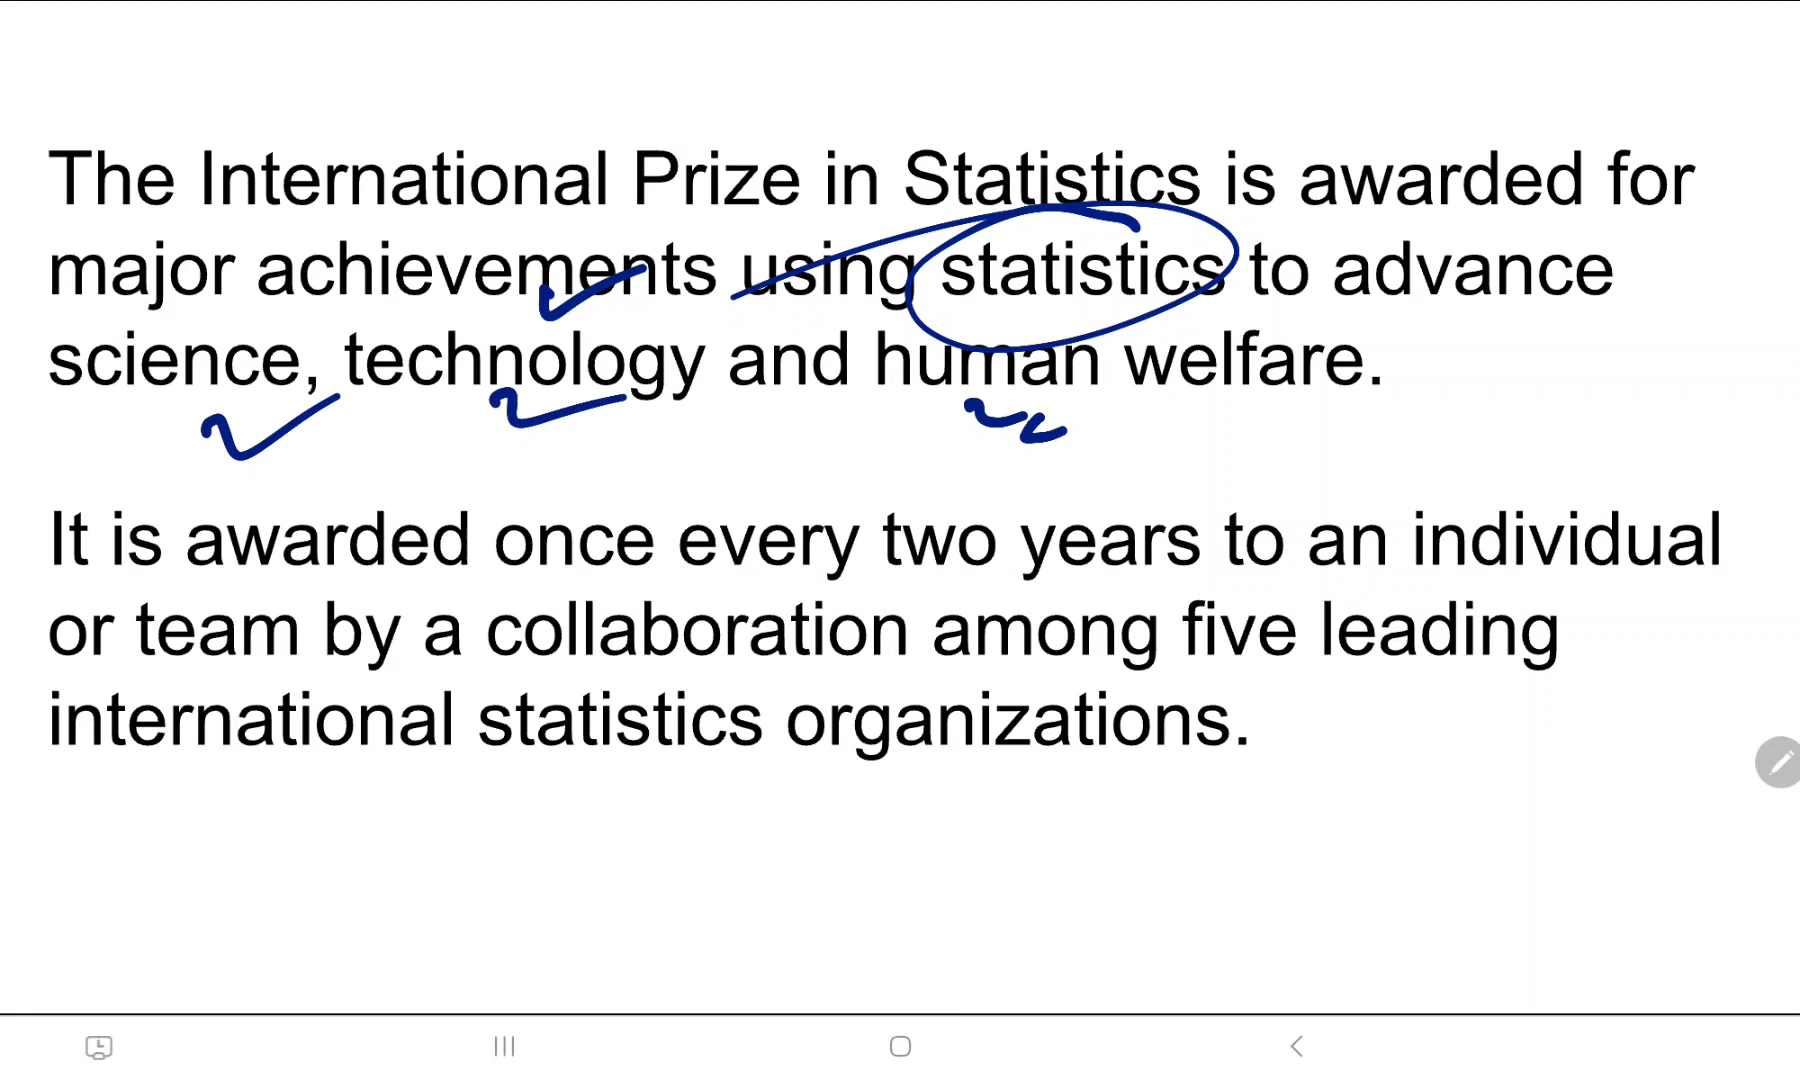 The International Prize in Statistics is awarded for
major achievements using statistics to advance
science, technology and human welfare.
It is awarded once every two years to an individual
or team by a collaboration among five leading
international statistics organizations.